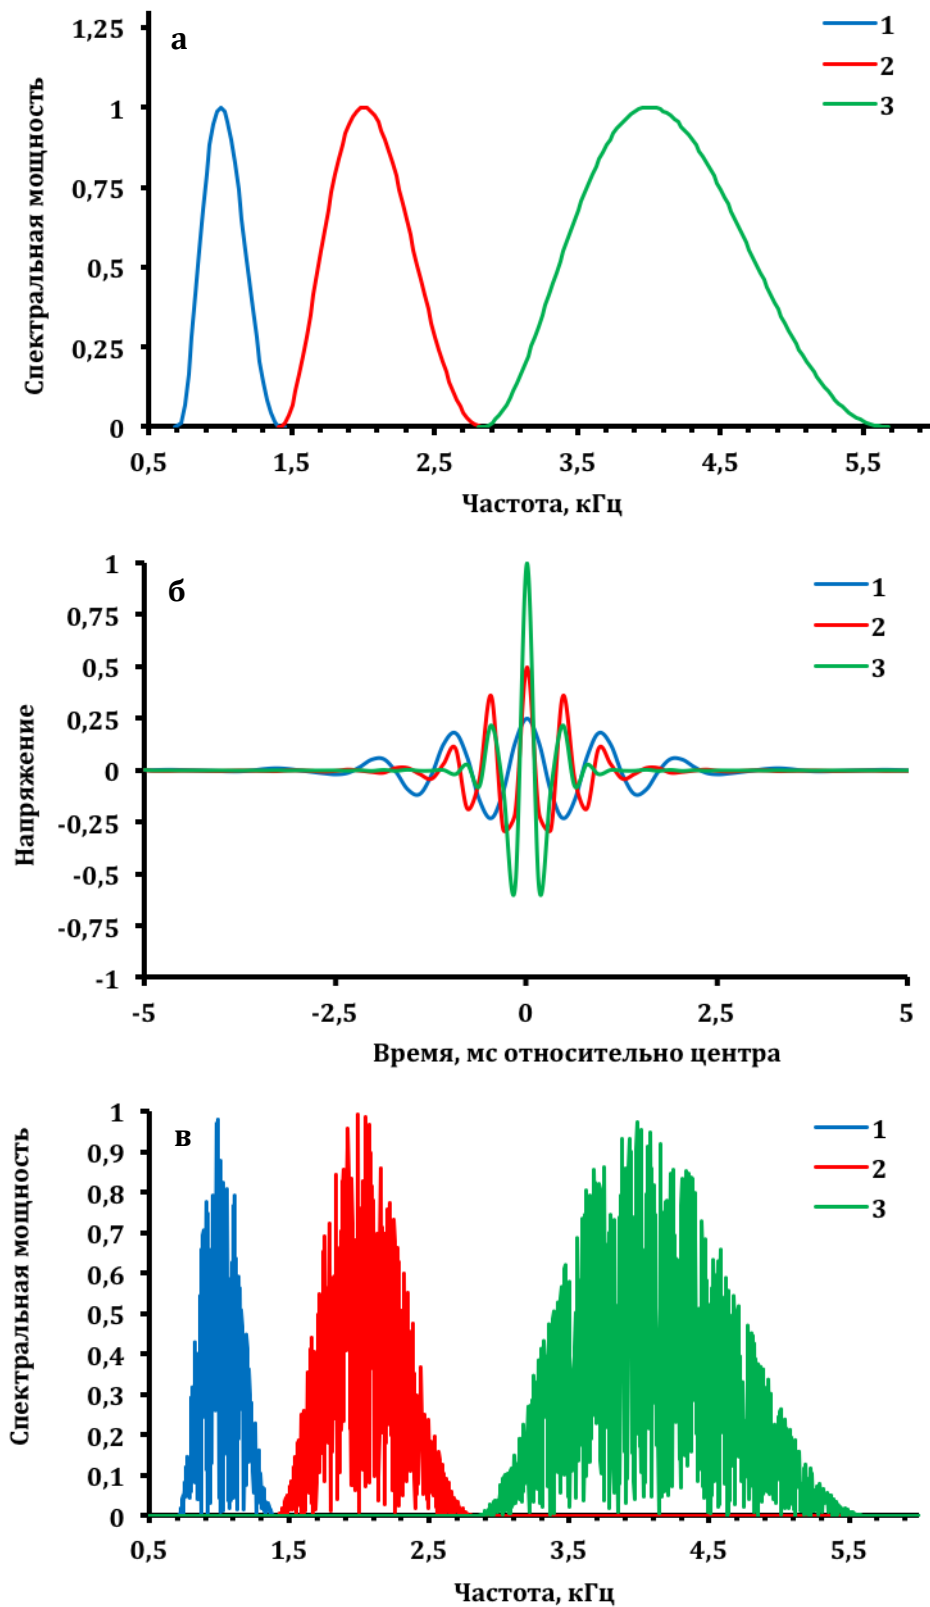 а
1
2
3
1,25
1
0,75
0,5
0,25
0
Спектральная мощность
0,5 1,5 2,5 3,5 4,5 5,5
Частота, кГц
б
1
2
3
1
0,75
0,5
0,25
0
-0,25
-0,5
-0,75
-1
Напряжение
-5 -2,5 0 2,5 5
Время, мс относительно центра
в
1
2
3
1
0,9
0,8
0,7
0,6
0,5
0,4
0,3
0,2
0,1
0
Спектральная мощность
0,5 1,5 2,5 3,5 4,5 5,5
Частота, кГц